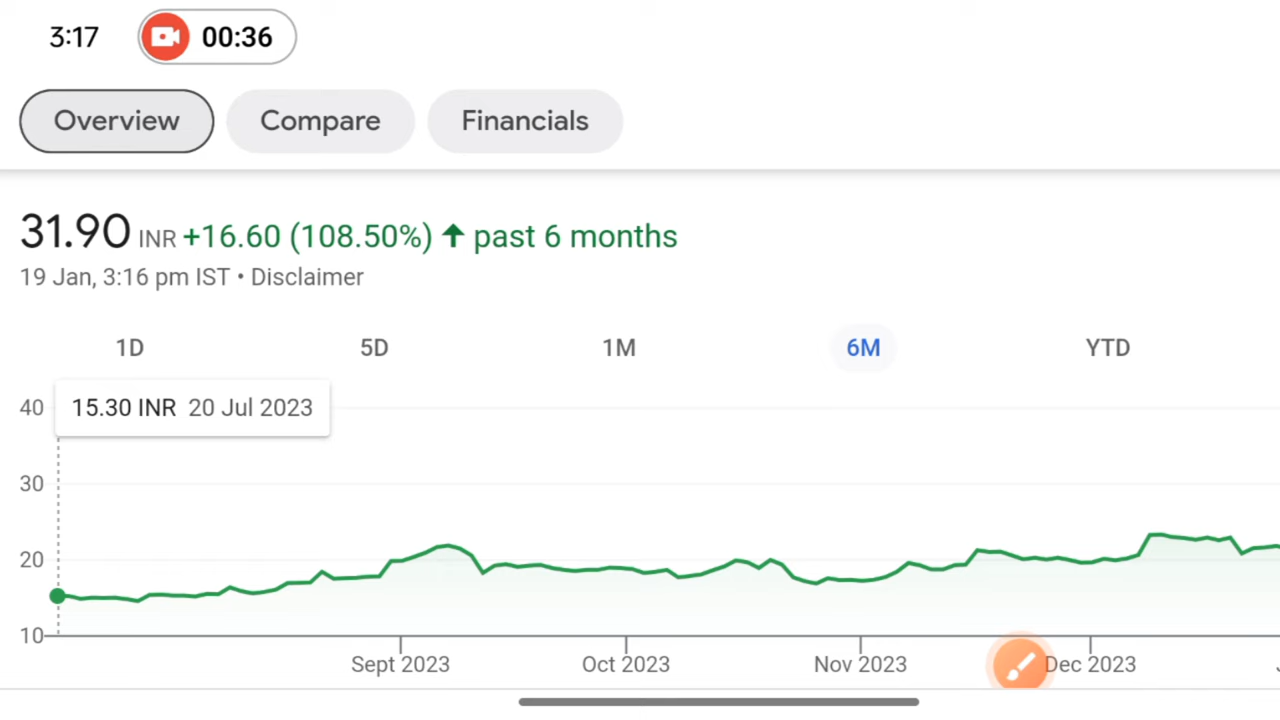 3:17 00:36
Overview Compare Financials
31.90 INR +16.60 (108.50%) ↑ past 6 months
19 Jan, 3:16 pm IST • Disclaimer
1D 5D 1M 6M YTD
40
15.30 INR 20 Jul 2023
30
20
10
Sept 2023 Oct 2023 Nov 2023 Dec 2023